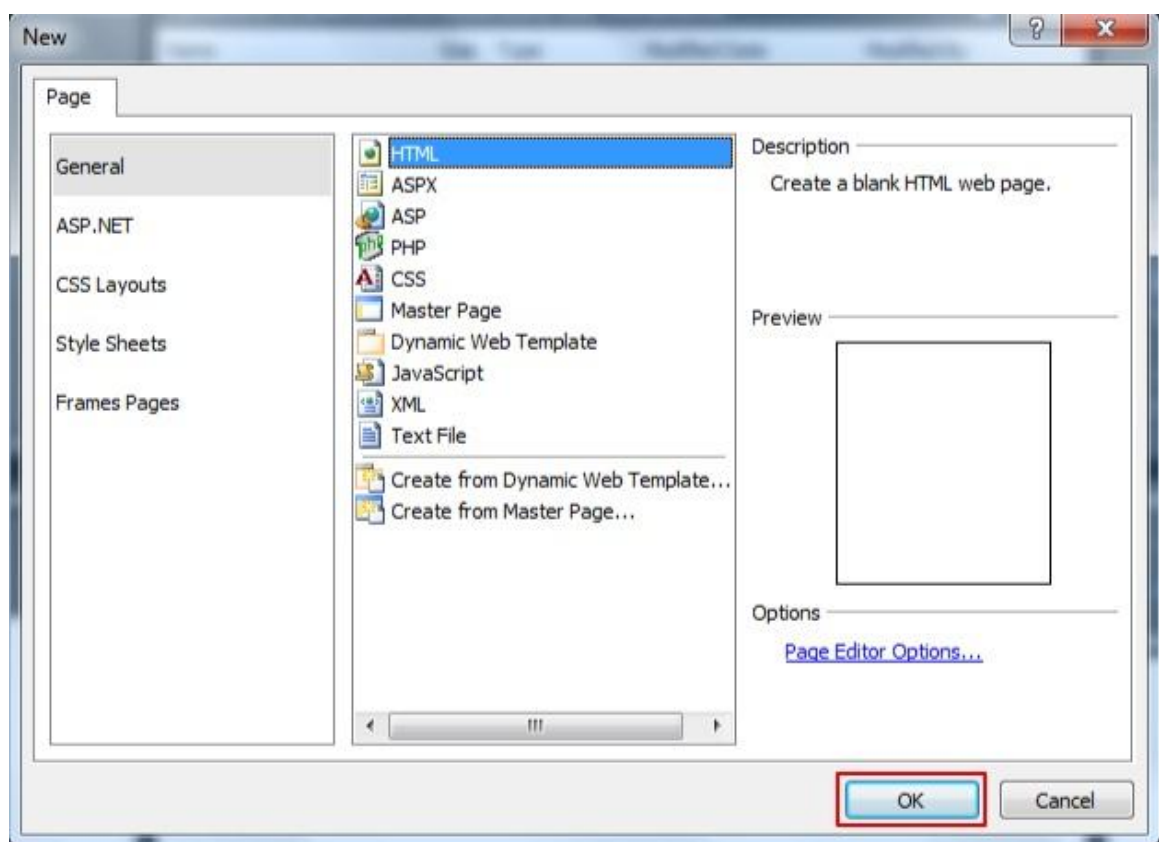 New
Page
General
ASP.NET
CSS Layouts
Style Sheets
Frames Pages
HTML
ASPX
ASP
PHP
CSS
Master Page
Dynamic Web Template
JavaScript
XML
Text File
Create from Dynamic Web Template...
Create from Master Page...
Description
Create a blank HTML web page.
Preview
Options
Page Editor Options...
OK
Cancel